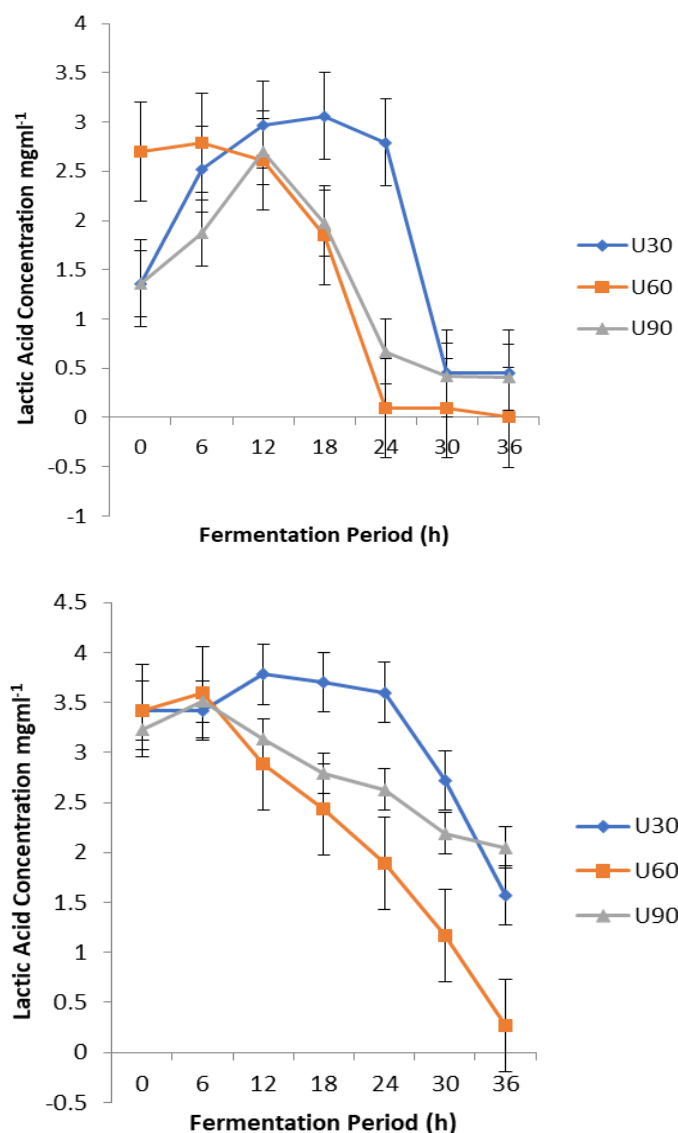 4
3.5
3
2.5
2
1.5
1
0.5
0
-0.5
-1
Lactic Acid Concentration mgml-1
0 6 12 18 24 30 36
Fermentation Period (h)
U30
U60
U90
4.5
4
3.5
3
2.5
2
1.5
1
0.5
0
-0.5
Lactic Acid Concentration mgml-1
0 6 12 18 24 30 36
Fermentation Period (h)
U30
U60
U90